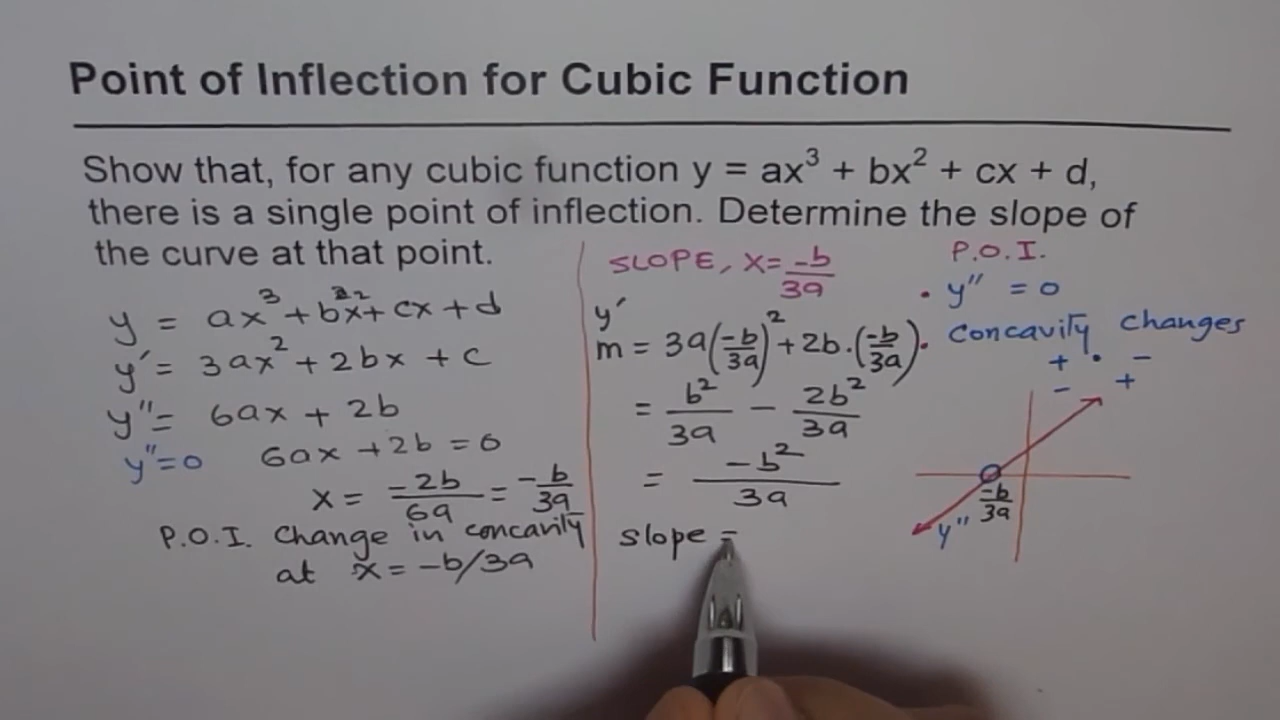 Point of Inflection for Cubic Function
Show that, for any cubic function y = ax³ + bx² + cx + d,
there is a single point of inflection. Determine the slope of
the curve at that point.
y = ax³ + bx² + cx + d
y′ = 3ax² + 2bx + c
y″ = 6ax + 2b
y″=0 6ax + 2b = 0
x = -2b/6a = -b/3a
P.O.I. Change in concavity
at x = -b/3a
SLOPE, x = -b/3a
y′
m = 3a(-b/3a)² + 2b·(-b/3a)
= b²/3a - 2b²/3a
= -b²/3a
slope =
P.O.I.
• y″ = 0
• Concavity changes
+ • -
- +
-b/3a
y″